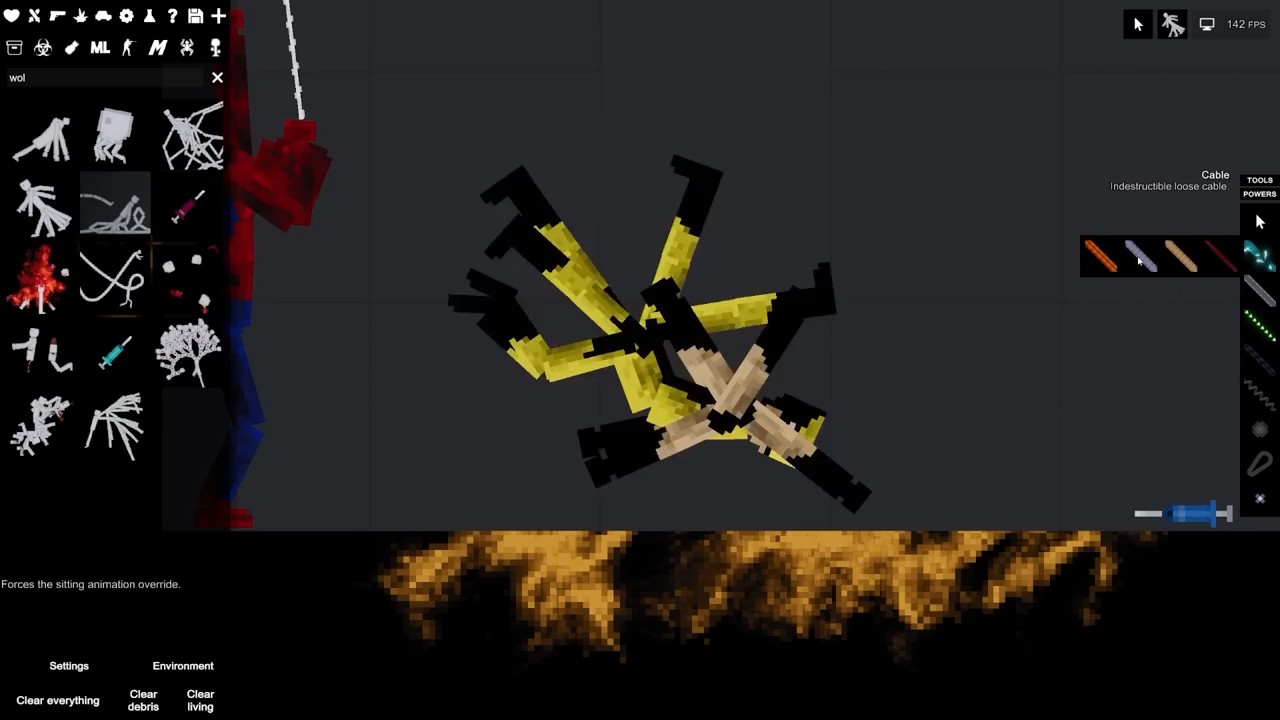 142 FPS
ML
wol
Cable
Indestructible loose cable.
TOOLS
POWERS
Forces the sitting animation override.
Settings
Environment
Clear everything
Clear debris
Clear living